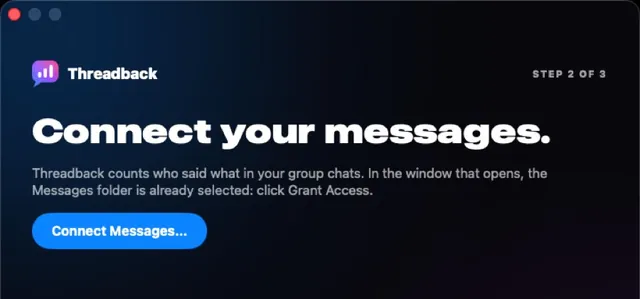 Threadback
STEP 2 OF 3
Connect your messages.
Threadback counts who said what in your group chats. In the window that opens, the
Messages folder is already selected: click Grant Access.
Connect Messages...